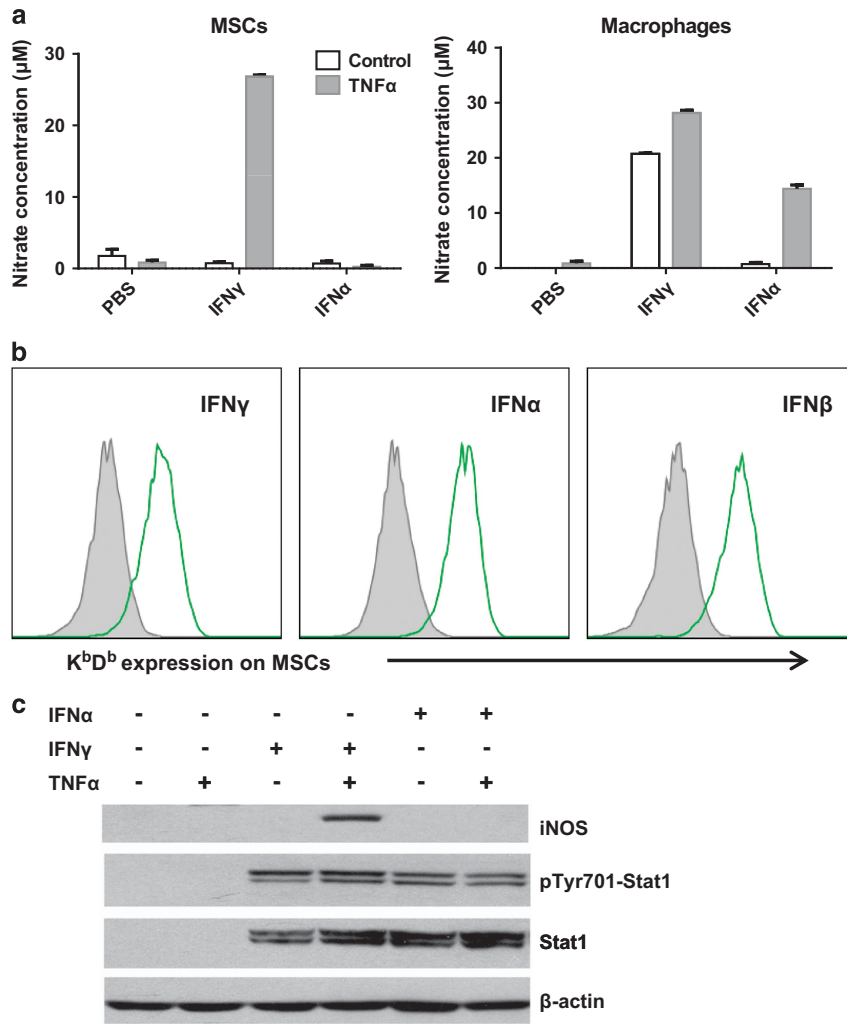 a
MSCs
Nitrate concentration (µM)
30
20
10
0
PBS
IFNγ
IFNα
Control
TNFα
Macrophages
Nitrate concentration (µM)
40
30
20
10
0
PBS
IFNγ
IFNα
b
IFNγ
IFNα
IFNβ
KᵇDᵇ expression on MSCs
c
IFNα - - - - + +
IFNγ - - + + - -
TNFα - + - + - +
iNOS
pTyr701-Stat1
Stat1
β-actin